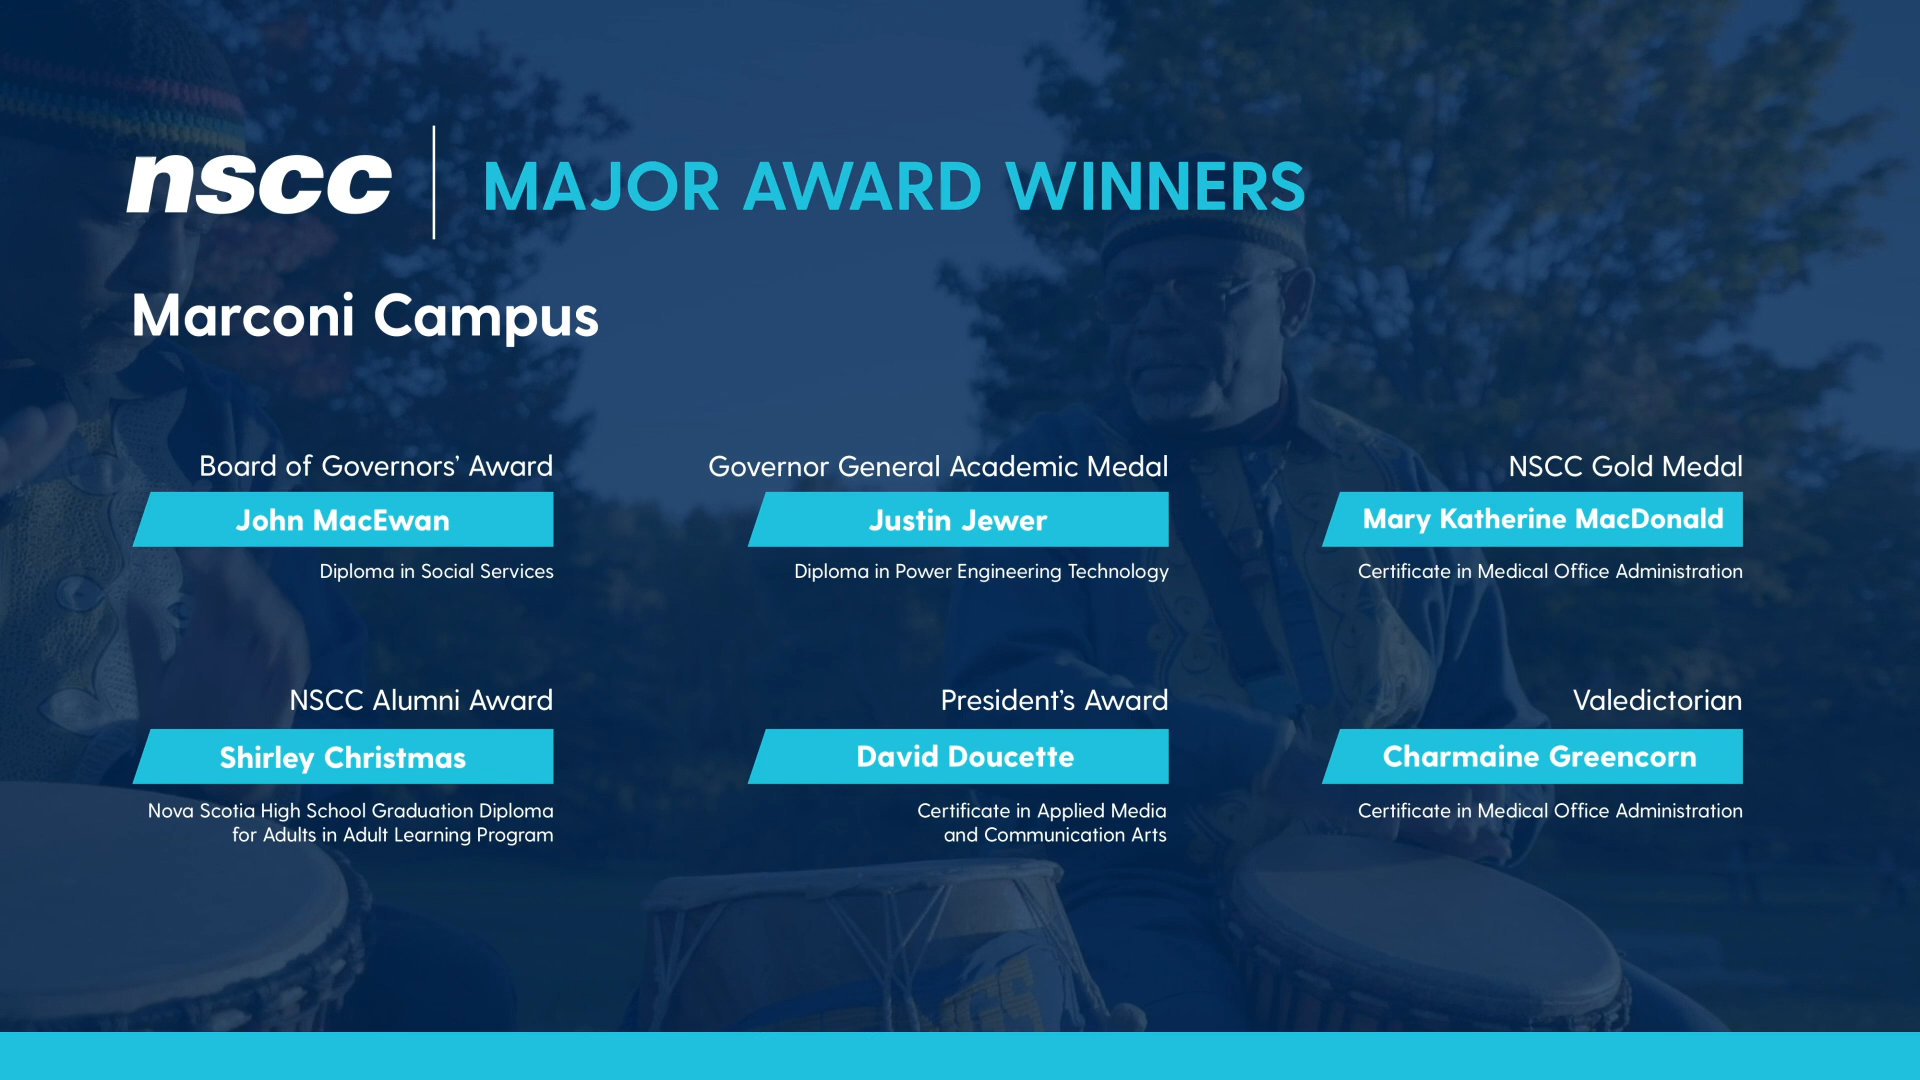 nscc
MAJOR AWARD WINNERS
Marconi Campus
Board of Governors’ Award
John MacEwan
Diploma in Social Services
Governor General Academic Medal
Justin Jewer
Diploma in Power Engineering Technology
NSCC Gold Medal
Mary Katherine MacDonald
Certificate in Medical Office Administration
NSCC Alumni Award
Shirley Christmas
Nova Scotia High School Graduation Diploma
for Adults in Adult Learning Program
President’s Award
David Doucette
Certificate in Applied Media
and Communication Arts
Valedictorian
Charmaine Greencorn
Certificate in Medical Office Administration